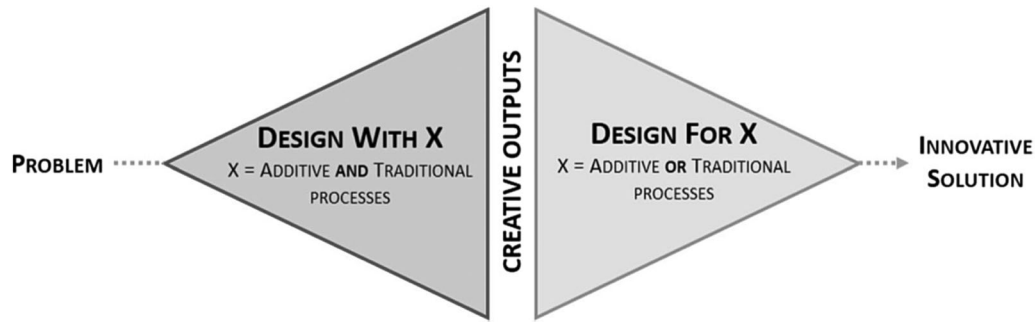 PROBLEM
DESIGN WITH X
X = ADDITIVE AND TRADITIONAL
PROCESSES
CREATIVE OUTPUTS
DESIGN FOR X
X = ADDITIVE OR TRADITIONAL
PROCESSES
INNOVATIVE
SOLUTION